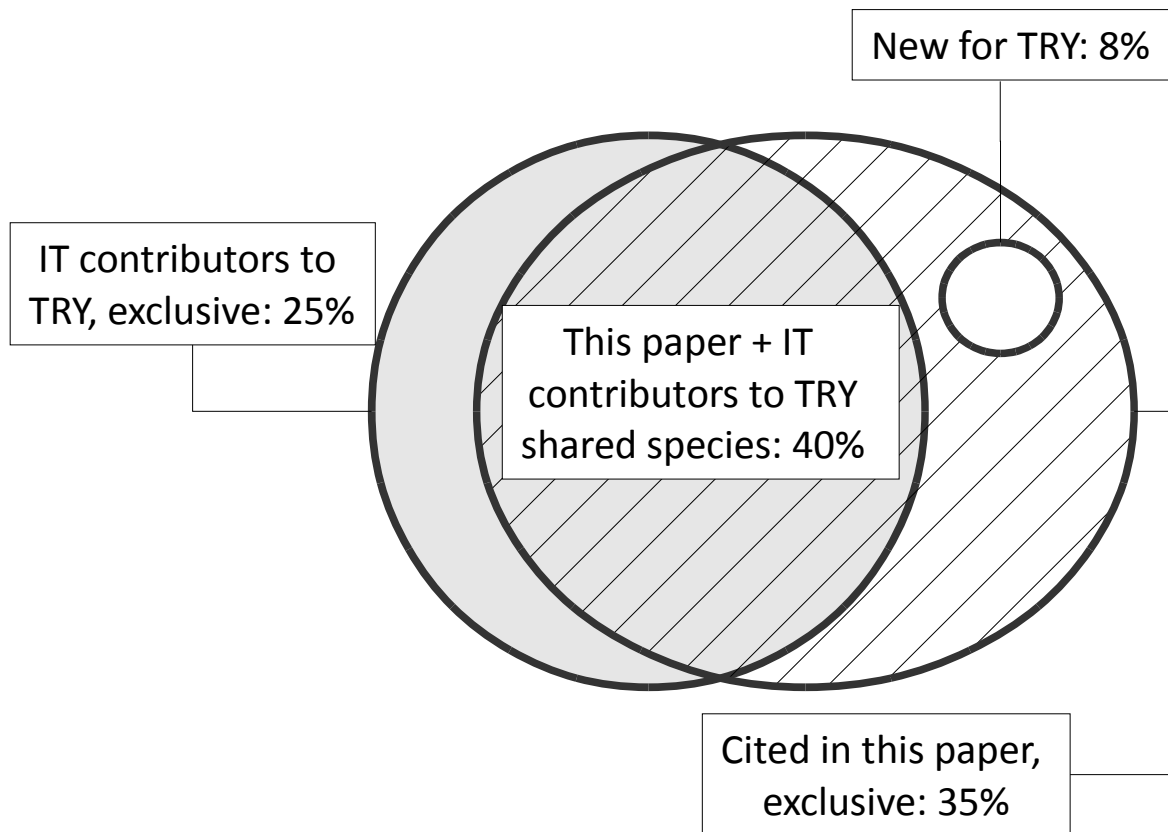 New for TRY: 8%
IT contributors to
TRY, exclusive: 25%
This paper + IT
contributors to TRY
shared species: 40%
Cited in this paper,
exclusive: 35%